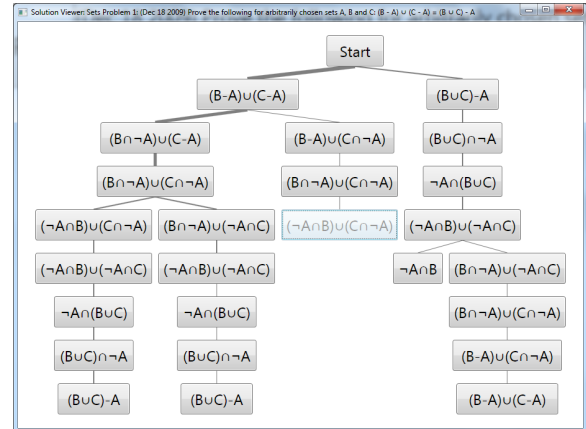 Solution Viewer: Sets Problem 1: (Dec 18 2009) Prove the following for arbitrarily chosen sets A, B and C: (B - A) ∪ (C - A) = (B ∪ C) - A
Start
(B-A)∪(C-A) (B∪C)-A
(B∩¬A)∪(C-A) (B-A)∪(C∩¬A) (B∪C)∩¬A
(B∩¬A)∪(C∩¬A) (B∩¬A)∪(C∩¬A) ¬A∩(B∪C)
(¬A∩B)∪(C∩¬A) (B∩¬A)∪(¬A∩C) (¬A∩B)∪(C∩¬A) (¬A∩B)∪(¬A∩C)
(¬A∩B)∪(¬A∩C) (¬A∩B)∪(¬A∩C) ¬A∩B (B∩¬A)∪(¬A∩C)
¬A∩(B∪C) ¬A∩(B∪C) (B∩¬A)∪(C∩¬A)
(B∪C)∩¬A (B∪C)∩¬A (B-A)∪(C∩¬A)
(B∪C)-A (B∪C)-A (B-A)∪(C-A)